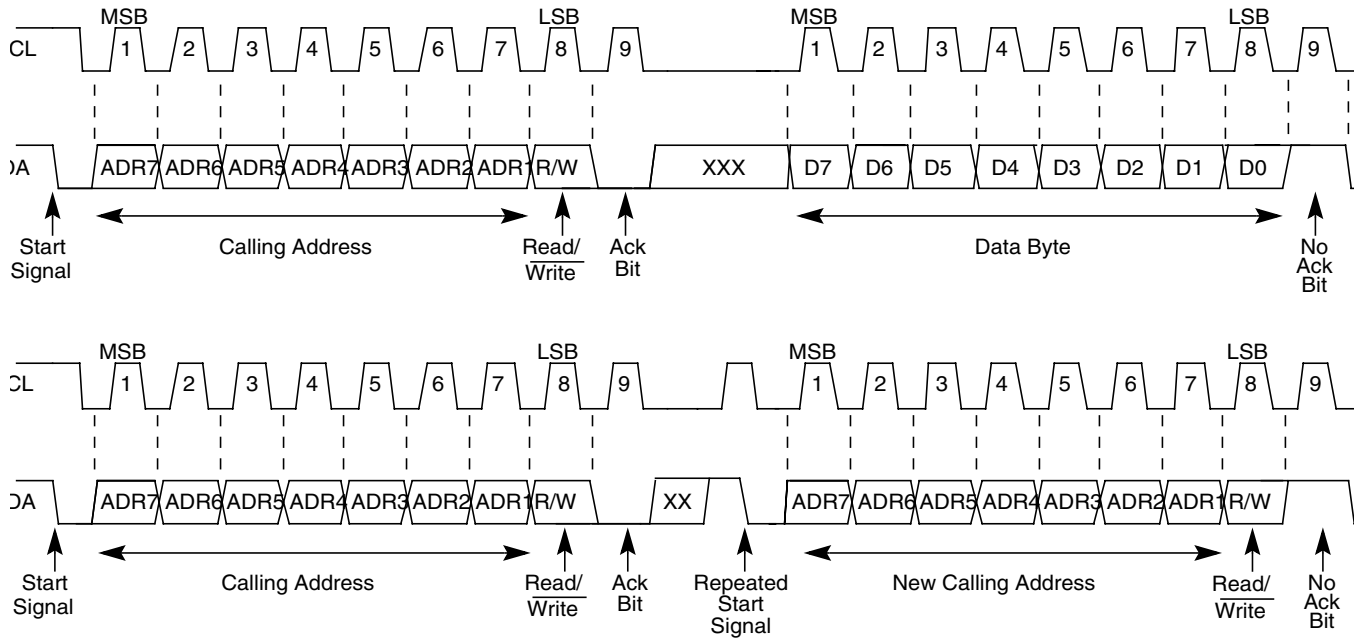 MSB LSB MSB LSB
CL 1 2 3 4 5 6 7 8 9 1 2 3 4 5 6 7 8 9
DA ADR7 ADR6 ADR5 ADR4 ADR3 ADR2 ADR1 R/W XXX D7 D6 D5 D4 D3 D2 D1 D0
Start Signal
Calling Address
Read/
Write
Ack
Bit
Data Byte
No
Ack
Bit
MSB LSB MSB LSB
CL 1 2 3 4 5 6 7 8 9 1 2 3 4 5 6 7 8 9
DA ADR7 ADR6 ADR5 ADR4 ADR3 ADR2 ADR1 R/W XX ADR7 ADR6 ADR5 ADR4 ADR3 ADR2 ADR1 R/W
Start
Signal
Calling Address
Read/
Write
Ack
Bit
Repeated
Start
Signal
New Calling Address
Read/
Write
No
Ack
Bit